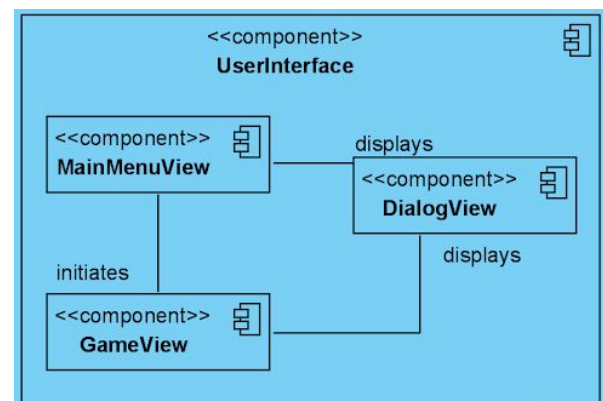 <<component>>
UserInterface
<<component>>
MainMenuView
displays
<<component>>
DialogView
displays
initiates
<<component>>
GameView